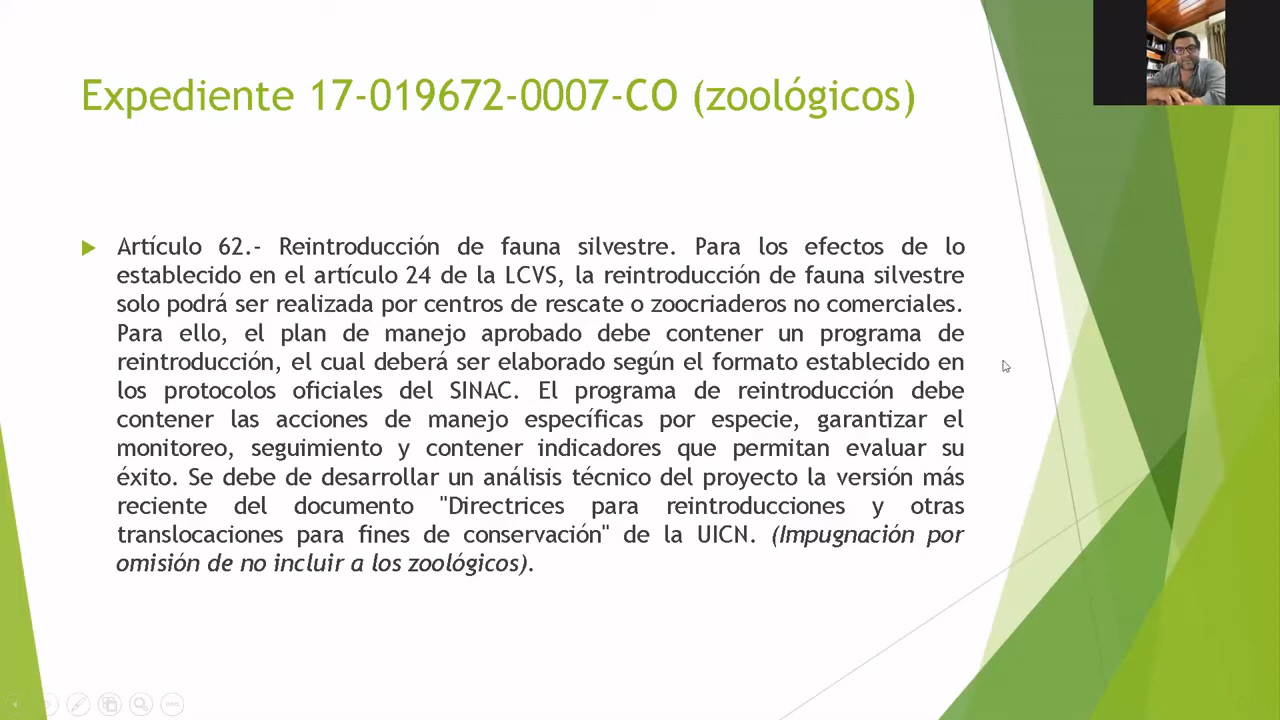 Expediente 17-019672-0007-CO (zoológicos)
Artículo 62.- Reintroducción de fauna silvestre. Para los efectos de lo
establecido en el artículo 24 de la LCVS, la reintroducción de fauna silvestre
solo podrá ser realizada por centros de rescate o zoocriaderos no comerciales.
Para ello, el plan de manejo aprobado debe contener un programa de
reintroducción, el cual deberá ser elaborado según el formato establecido en
los protocolos oficiales del SINAC. El programa de reintroducción debe
contener las acciones de manejo específicas por especie, garantizar el
monitoreo, seguimiento y contener indicadores que permitan evaluar su
éxito. Se debe de desarrollar un análisis técnico del proyecto la versión más
reciente del documento "Directrices para reintroducciones y otras
translocaciones para fines de conservación" de la UICN. (Impugnación por
omisión de no incluir a los zoológicos).